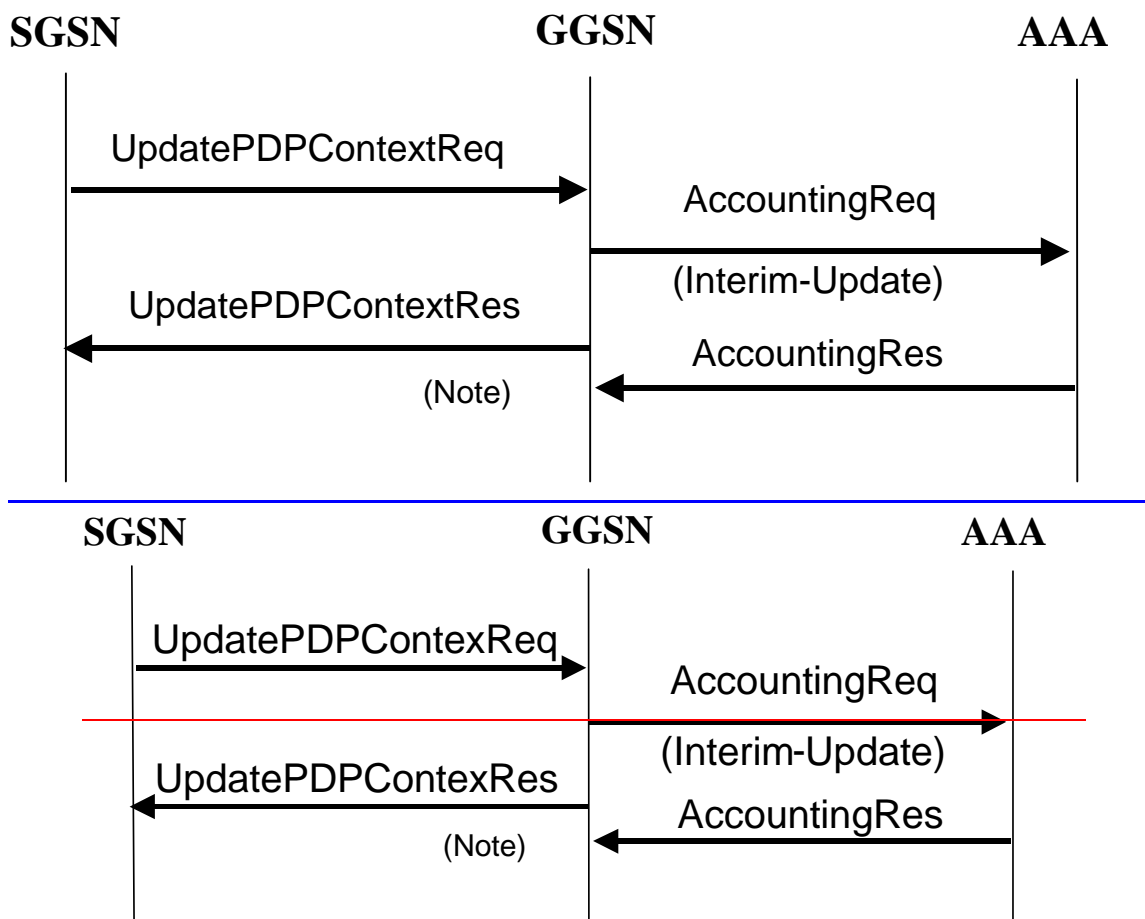 SGSN GGSN AAA
UpdatePDPContextReq
AccountingReq
(Interim-Update)
UpdatePDPContextRes
AccountingRes
(Note)
SGSN GGSN AAA
UpdatePDPContexReq
AccountingReq
(Interim-Update)
UpdatePDPContexRes
AccountingRes
(Note)